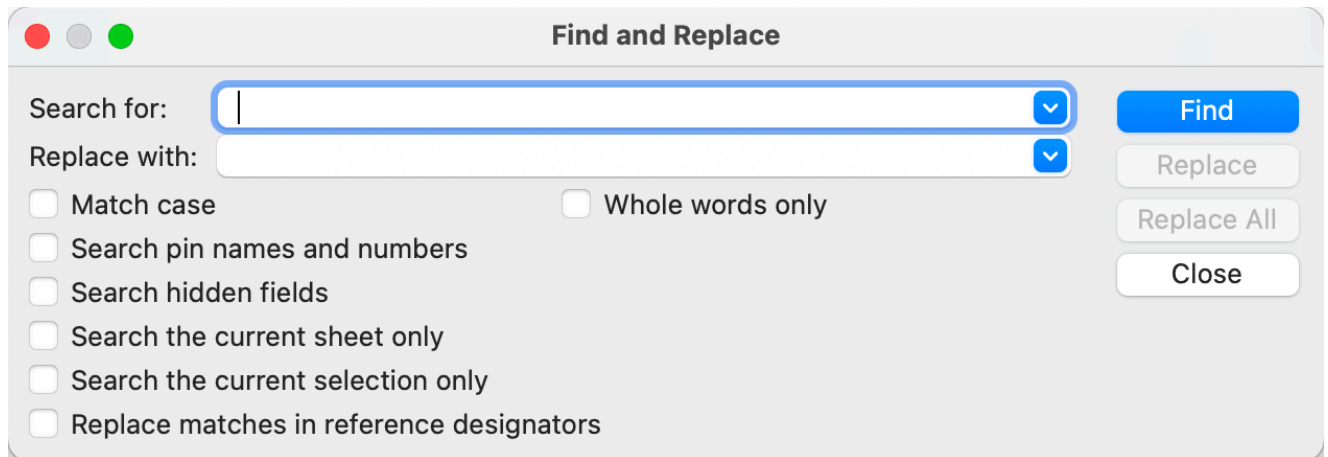 Find and Replace
Search for:
Find
Replace with:
Replace
Match case
Whole words only
Replace All
Search pin names and numbers
Search hidden fields
Close
Search the current sheet only
Search the current selection only
Replace matches in reference designators